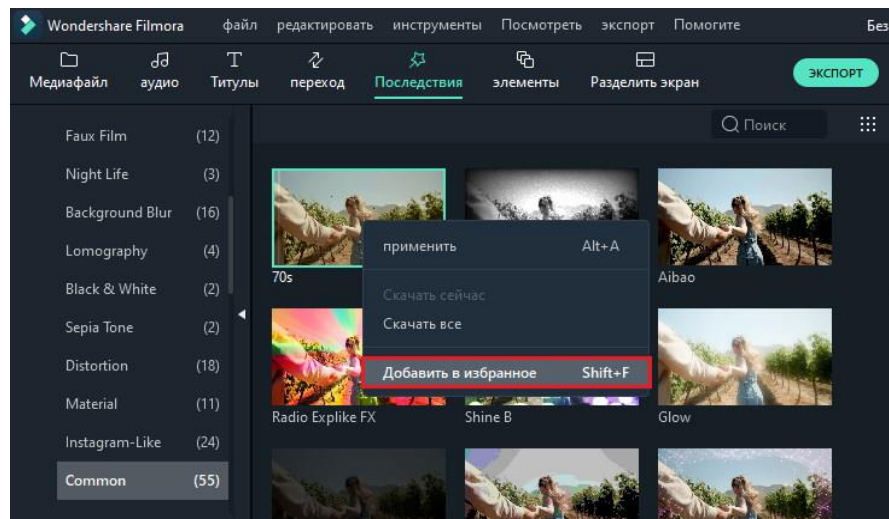 Wondershare Filmora файл редактировать инструменты Посмотреть экспорт Помогите Без
Медиафайл аудио Титулы переход Последствия элементы Разделить экран экспорт
Поиск
Faux Film (12)
Night Life (3)
Background Blur (16)
Lomography (4)
Black & White (2)
Sepia Tone (2)
Distortion (18)
Material (11)
Instagram-Like (24)
Common (55)
70s
Aibao
применить Alt+A
Скачать сейчас
Скачать все
Добавить в избранное Shift+F
Radio Explike FX
Shine B
Glow